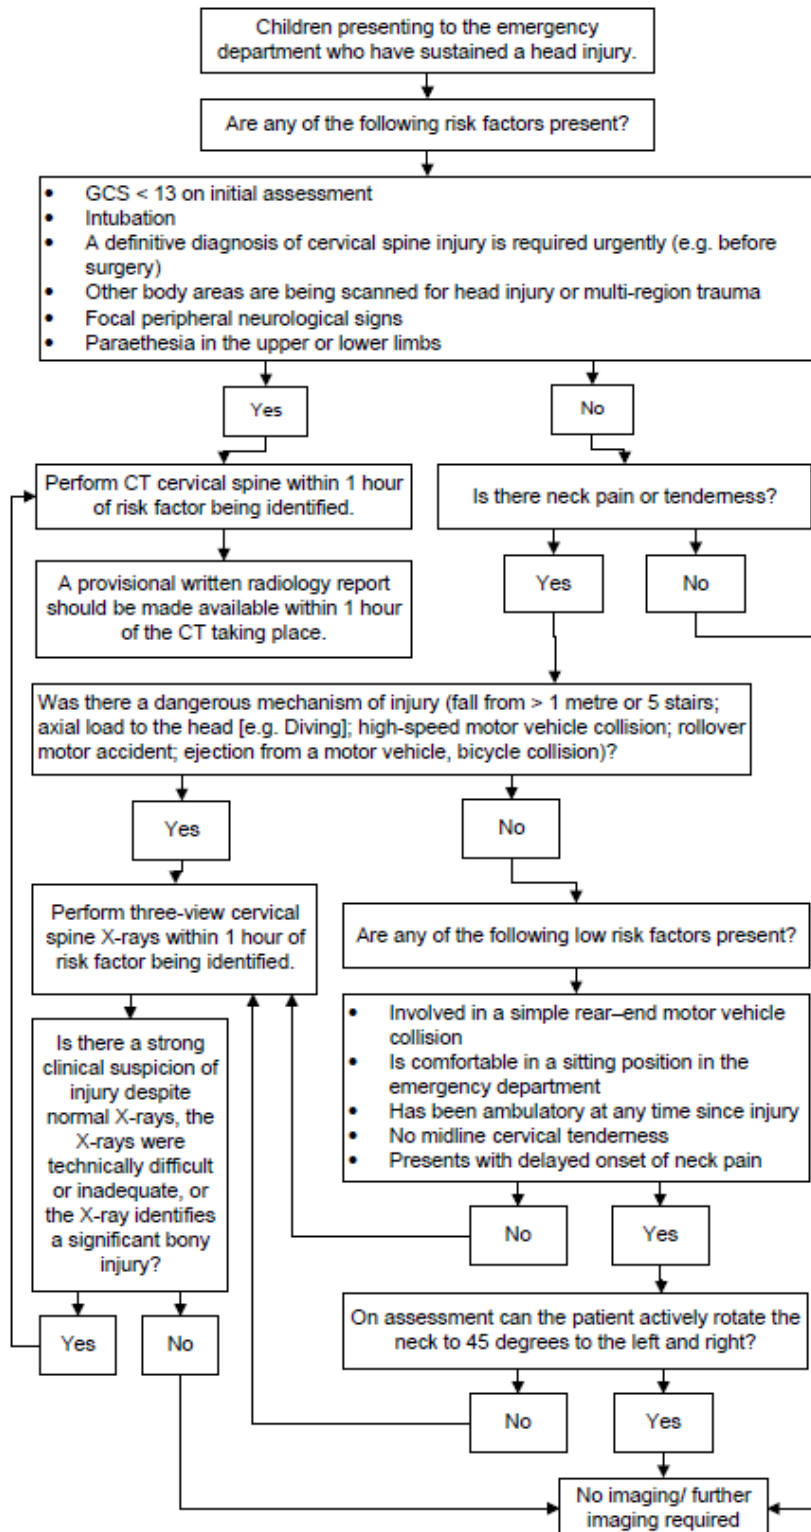 Children presenting to the emergency
department who have sustained a head injury.
Are any of the following risk factors present?
• GCS < 13 on initial assessment
• Intubation
• A definitive diagnosis of cervical spine injury is required urgently (e.g. before
surgery)
• Other body areas are being scanned for head injury or multi-region trauma
• Focal peripheral neurological signs
• Paraethesia in the upper or lower limbs
Yes
No
Perform CT cervical spine within 1 hour
of risk factor being identified.
Is there neck pain or tenderness?
A provisional written radiology report
should be made available within 1 hour
of the CT taking place.
Yes
No
Was there a dangerous mechanism of injury (fall from > 1 metre or 5 stairs;
axial load to the head [e.g. Diving]; high-speed motor vehicle collision; rollover
motor accident; ejection from a motor vehicle, bicycle collision)?
Yes
No
Perform three-view cervical
spine X-rays within 1 hour of
risk factor being identified.
Are any of the following low risk factors present?
• Involved in a simple rear–end motor vehicle
collision
• Is comfortable in a sitting position in the
emergency department
• Has been ambulatory at any time since injury
• No midline cervical tenderness
• Presents with delayed onset of neck pain
Is there a strong
clinical suspicion of
injury despite
normal X-rays, the
X-rays were
technically difficult
or inadequate, or
the X-ray identifies
a significant bony
injury?
No
Yes
Yes
No
On assessment can the patient actively rotate the
neck to 45 degrees to the left and right?
No
Yes
No imaging/ further
imaging required